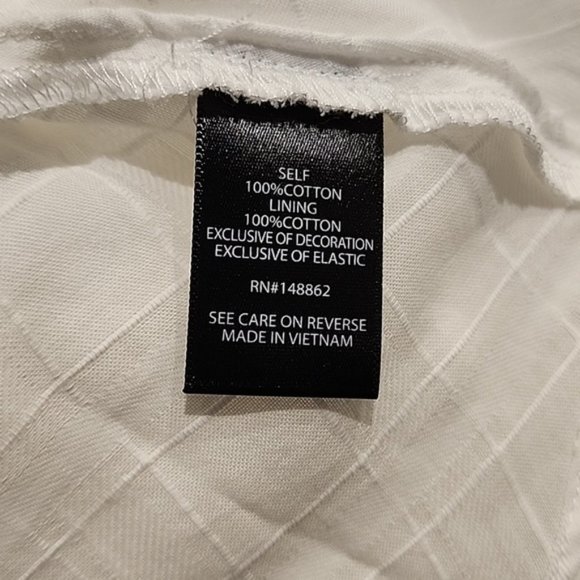 SELF
100%COTTON
LINING
100%COTTON
EXCLUSIVE OF DECORATION
EXCLUSIVE OF ELASTIC
RN#148862
SEE CARE ON REVERSE
MADE IN VIETNAM